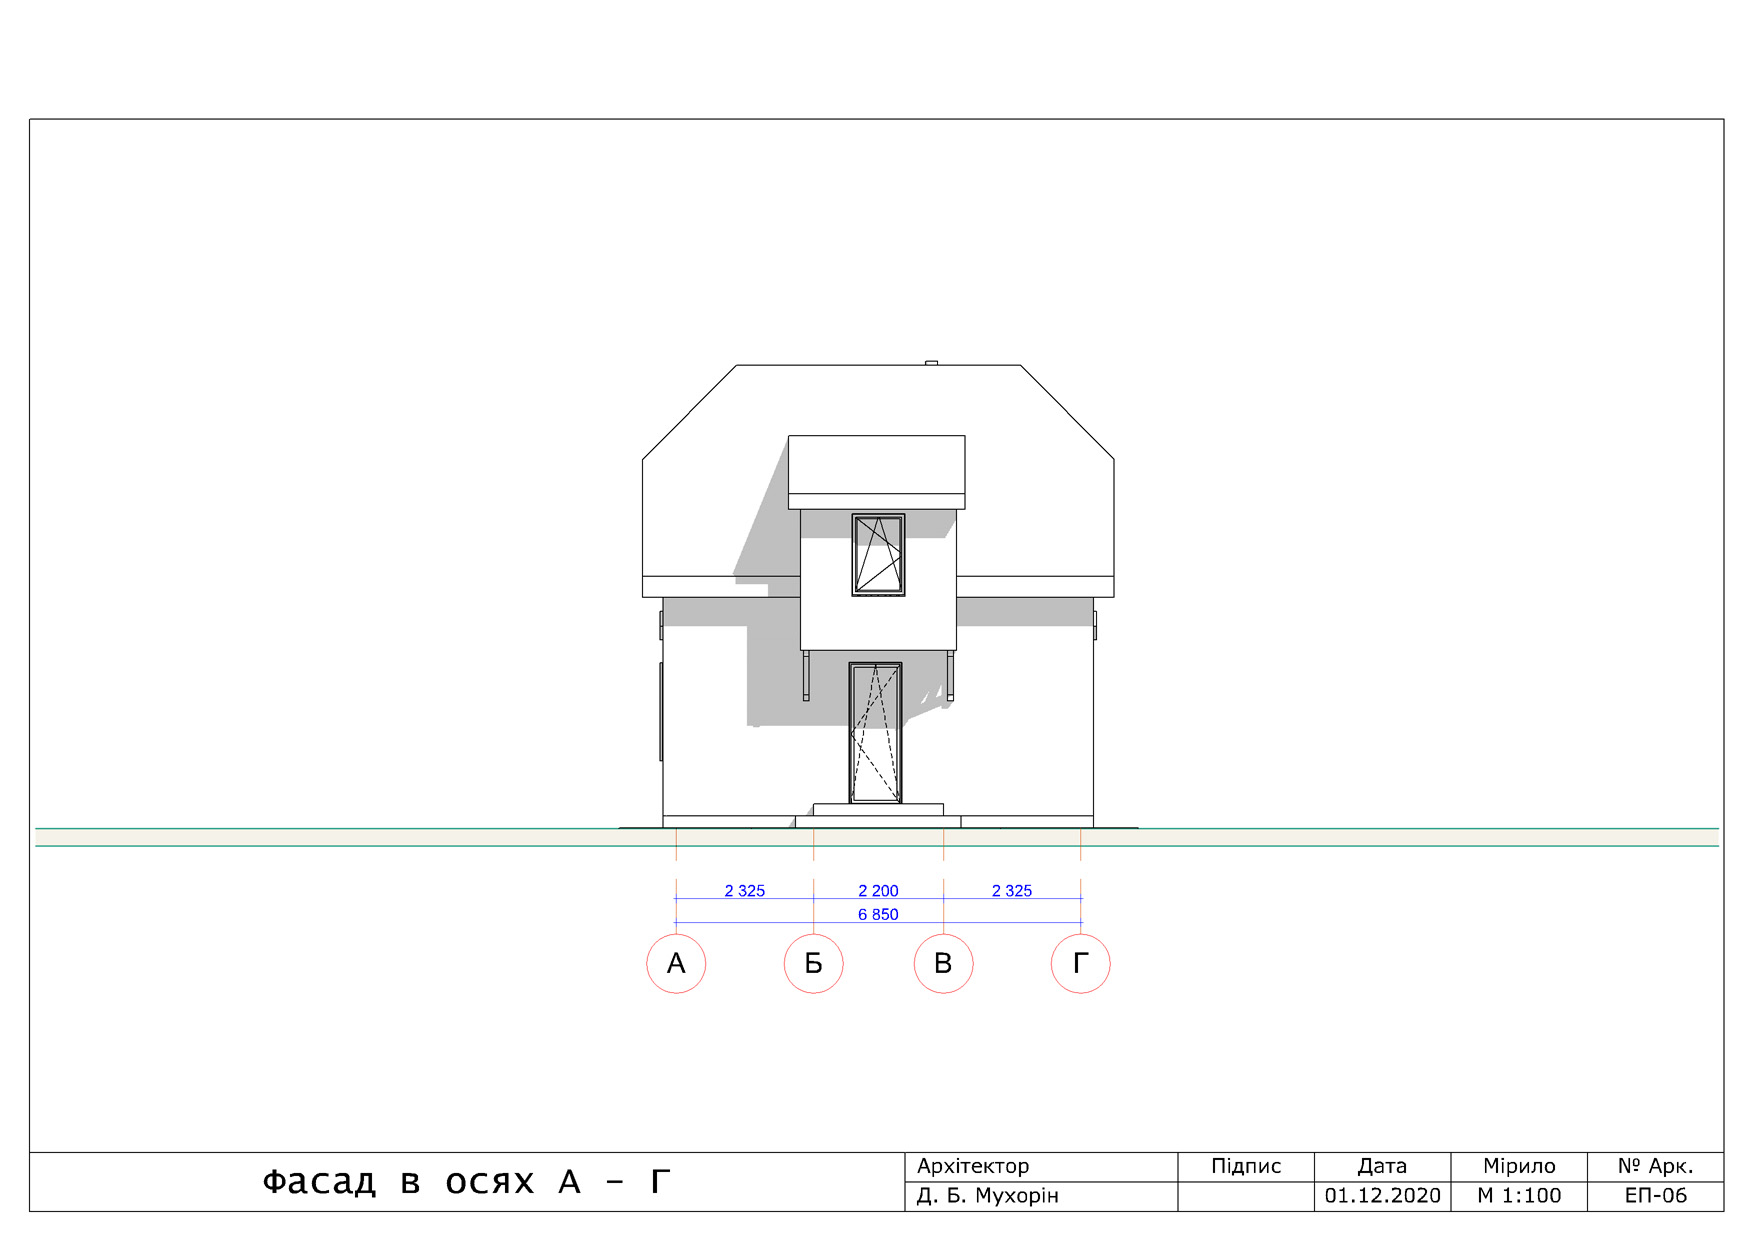 2 325 2 200 2 325
6 850
А Б В Г
Фасад в осях А - Г
Архітектор Підпис Дата Мірило № Арк.
Д. Б. Мухорін 01.12.2020 М 1:100 ЕП-06